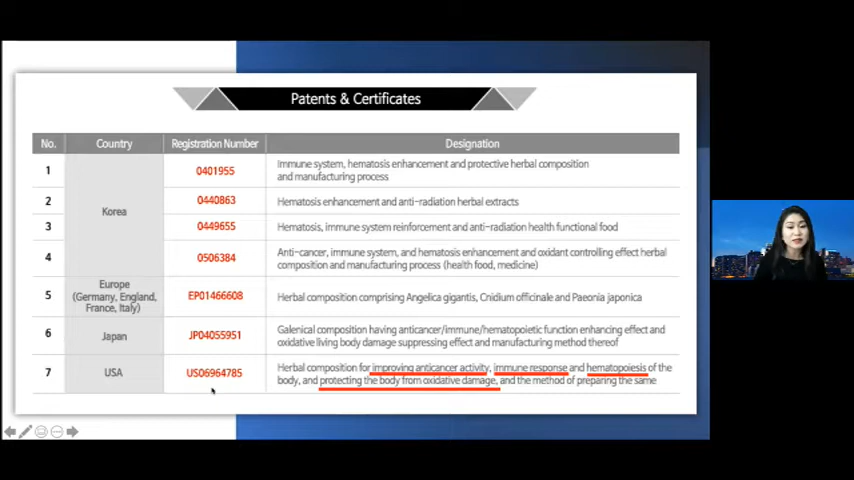 Patents & Certificates
No. Country Registration Number Designation
1 Korea 0401955 Immune system, hematosis enhancement and protective herbal composition
and manufacturing process
2 0440863 Hematosis enhancement and anti-radiation herbal extracts
3 0449655 Hematosis, immune system reinforcement and anti-radiation health functional food
4 0506384 Anti-cancer, immune system, and hematosis enhancement and oxidant controlling effect herbal
composition and manufacturing process (health food, medicine)
5 Europe
(Germany, England,
France, Italy) EP01466608 Herbal composition comprising Angelica gigantis, Cnidium officinale and Paeonia japonica
6 Japan JP04055951 Galenical composition having anticancer/immune/hematopoietic function enhancing effect and
oxidative living body damage suppressing effect and manufacturing method thereof
7 USA US06964785 Herbal composition for improving anticancer activity, immune response and hematopoiesis of the
body, and protecting the body from oxidative damage, and the method of preparing the same